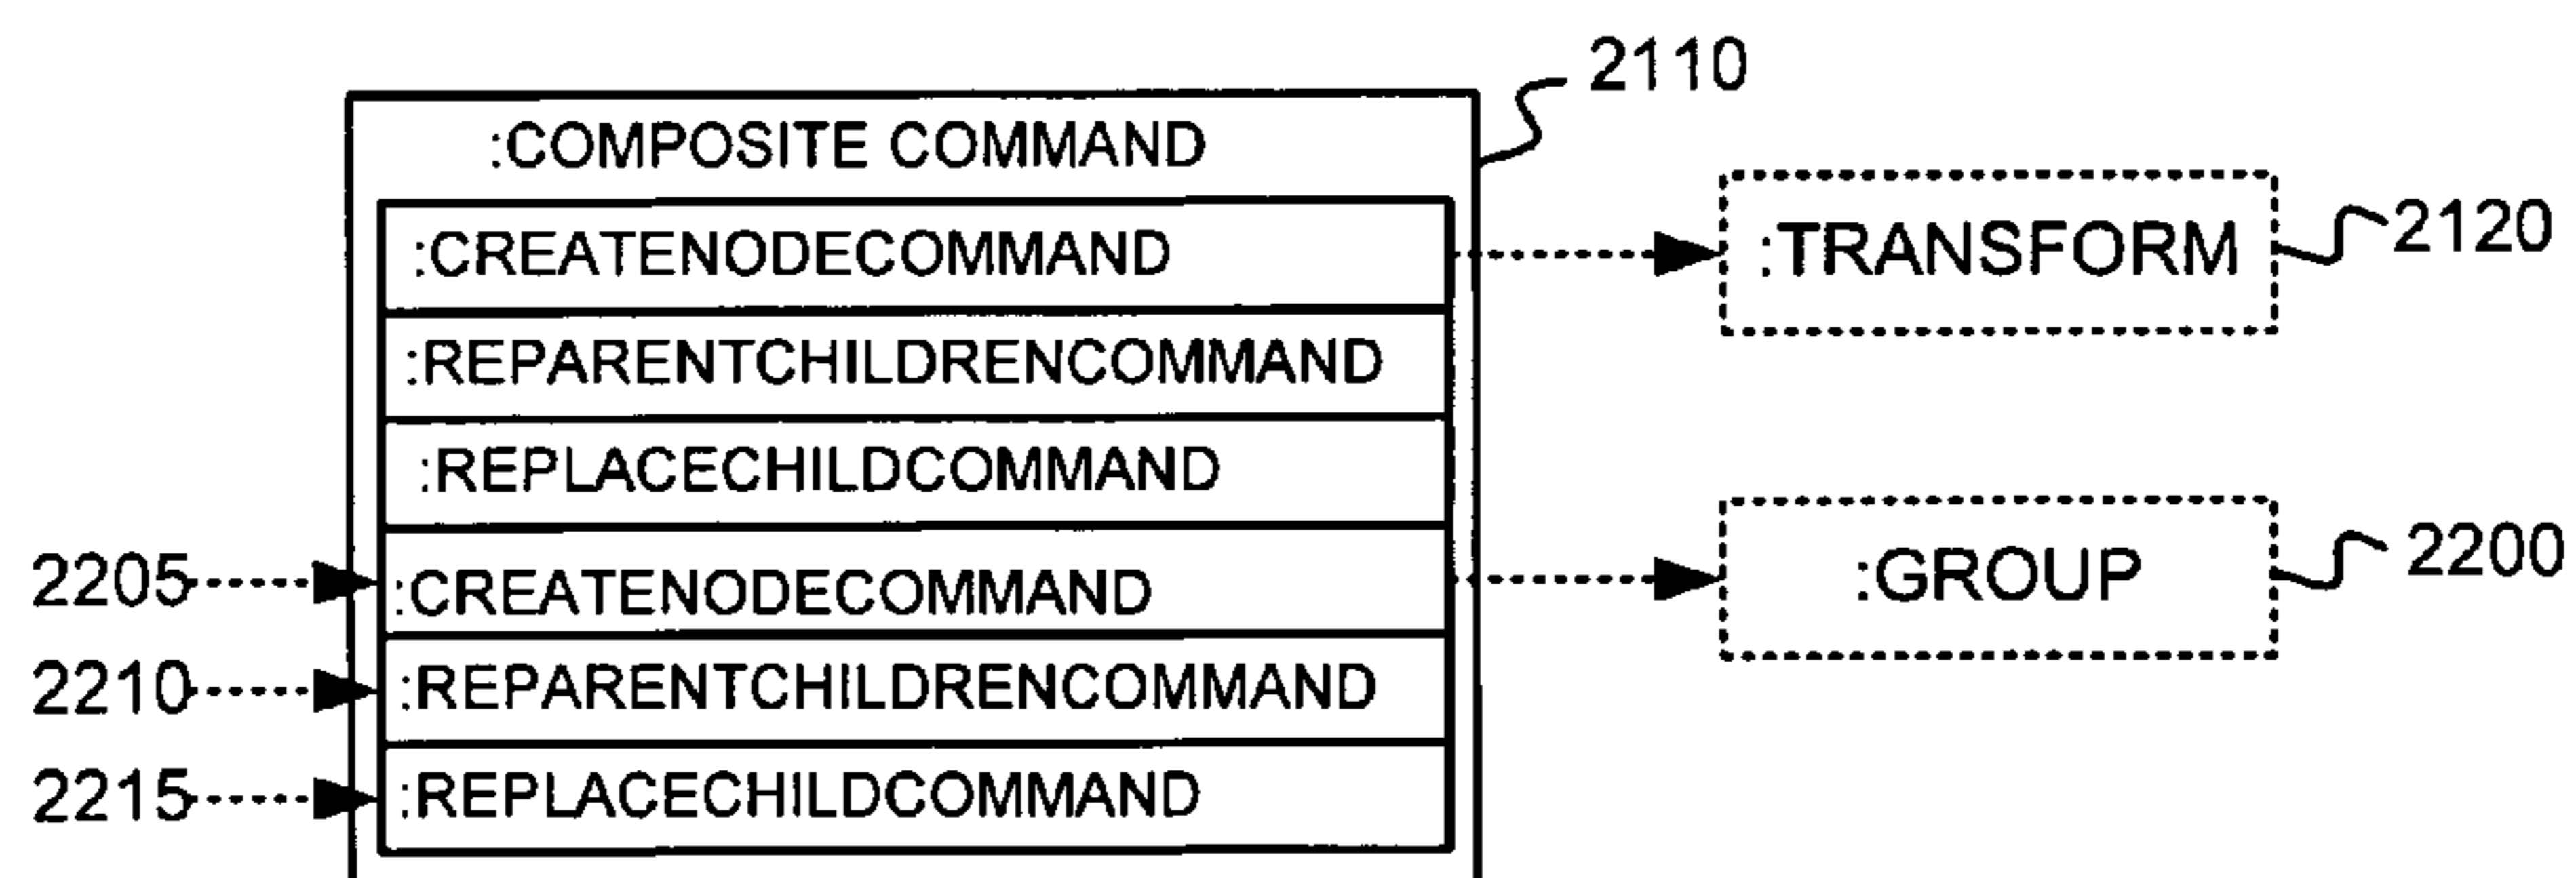 2110
:COMPOSITE COMMAND
:CREATENODECOMMAND
:TRANSFORM
2120
:REPARENTCHILDRENCOMMAND
:REPLACECHILDCOMMAND
2205
:CREATENODECOMMAND
:GROUP
2200
2210
:REPARENTCHILDRENCOMMAND
2215
:REPLACECHILDCOMMAND